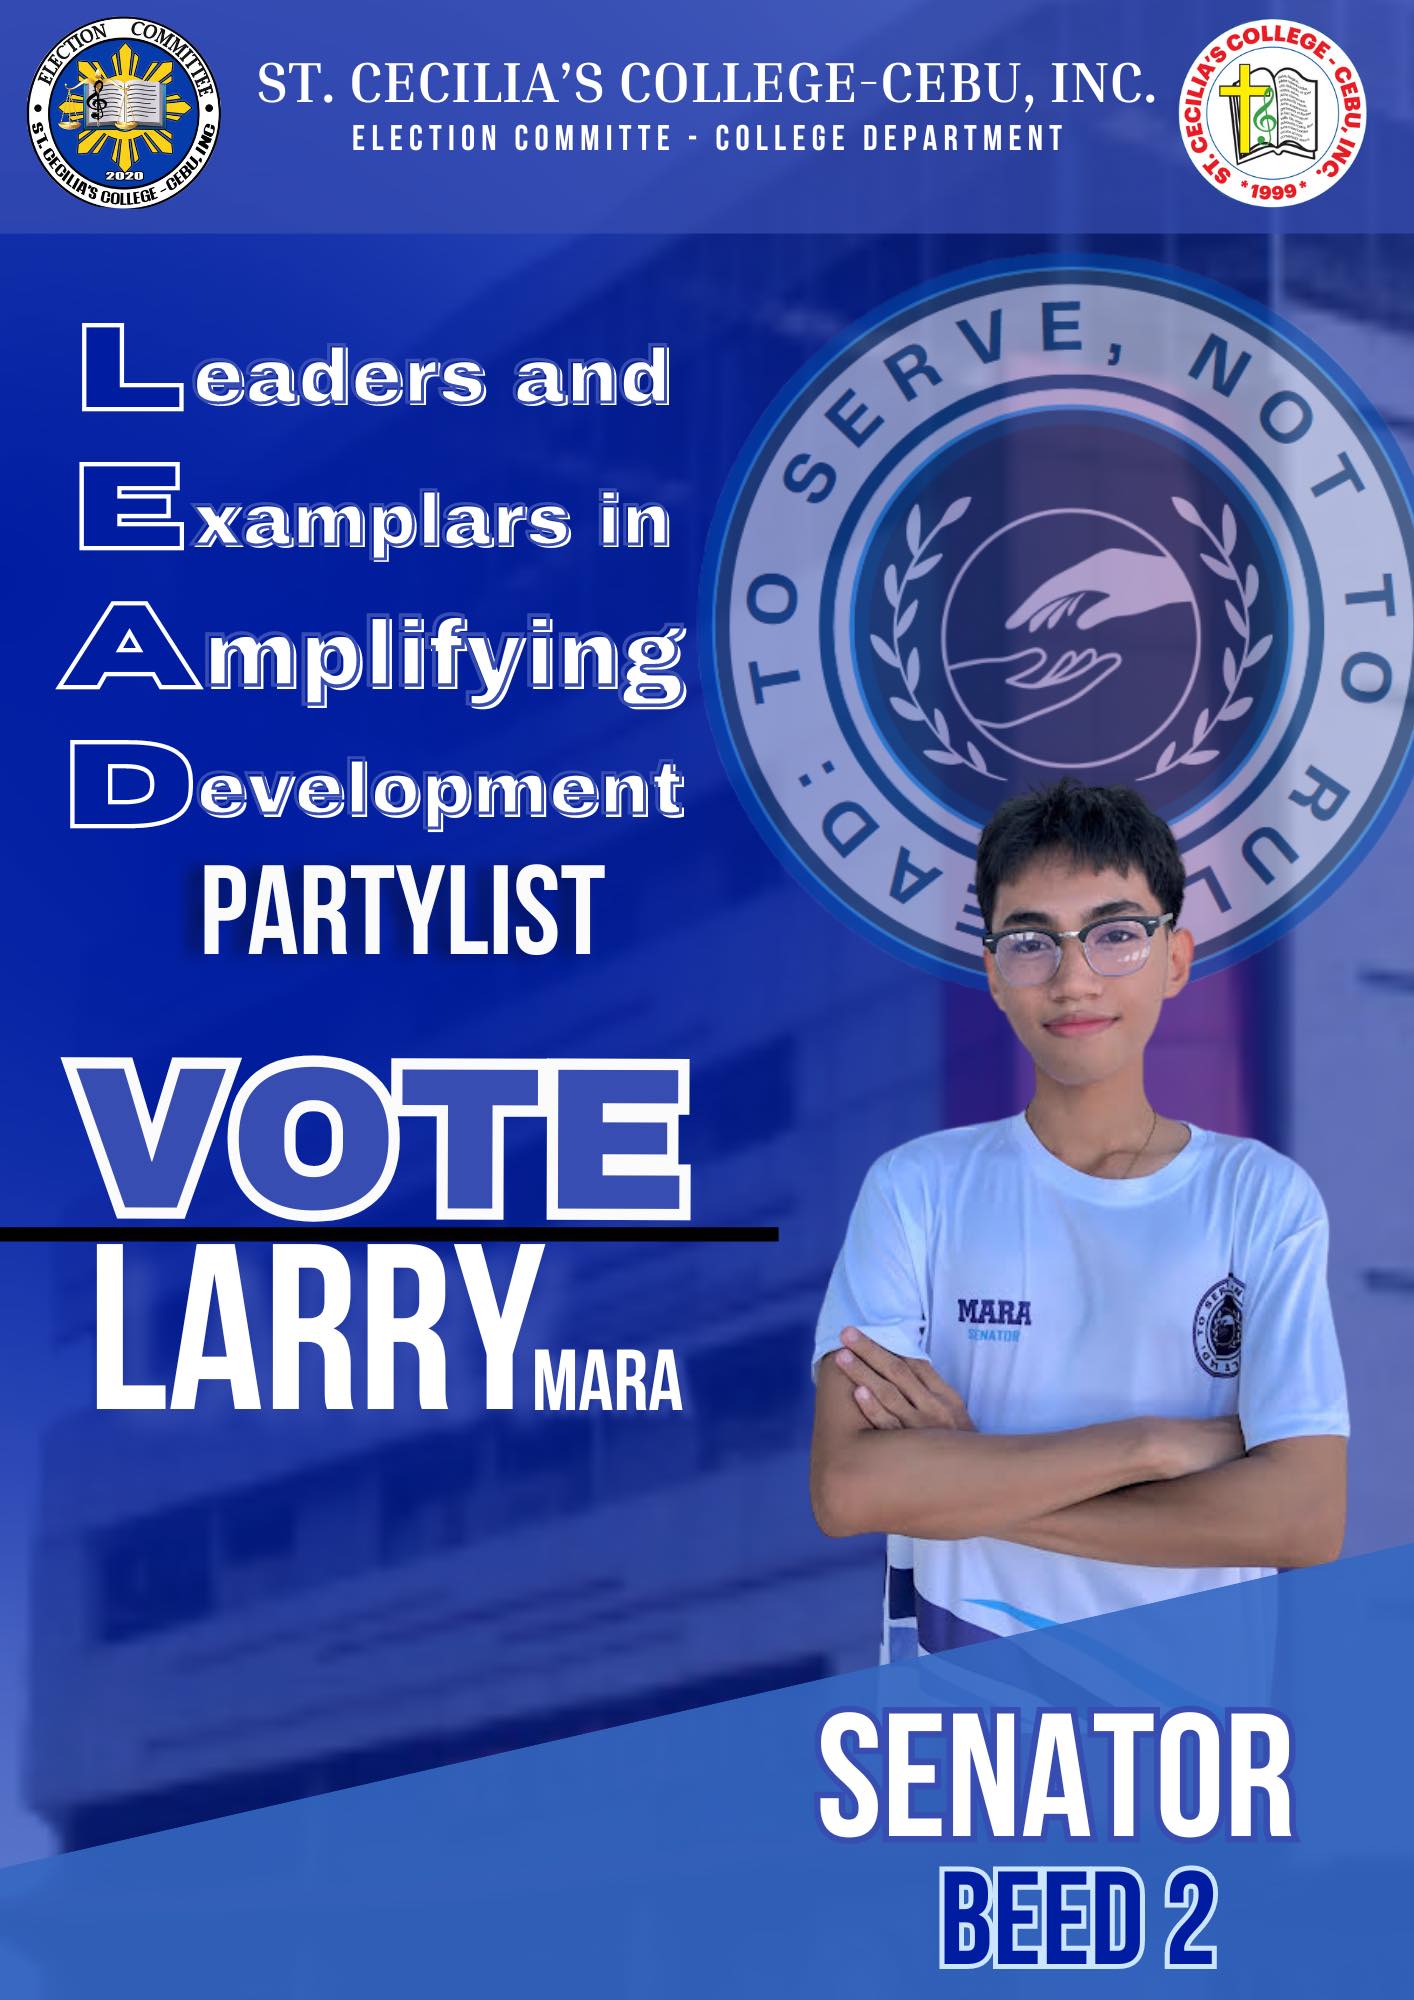 ELECTION COMMITTEE
ST. CECILIA'S COLLEGE - CEBU, INC
2020
ST. CECILIA'S COLLEGE-CEBU, INC.
ELECTION COMMITTE - COLLEGE DEPARTMENT
ST. CECILIA'S COLLEGE - CEBU, INC.
* 1999 *
Leaders and
Examplars in
Amplifying
Development
PARTYLIST
TO SERVE, NOT TO RUL
EAD:
VOTE
LARRY MARA
MARA
SENATOR
SENATOR
BEED 2